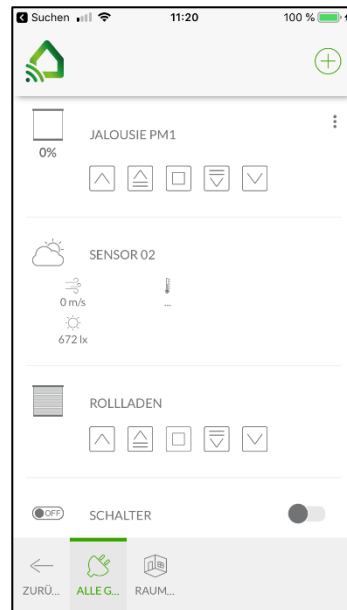 Suchen 11:20 100 %
JALOUSIE PM1
0%
SENSOR 02
0 m/s ...
672 lx
ROLLLADEN
OFF SCHALTER
ZURÜ... ALLE G... RAUM...